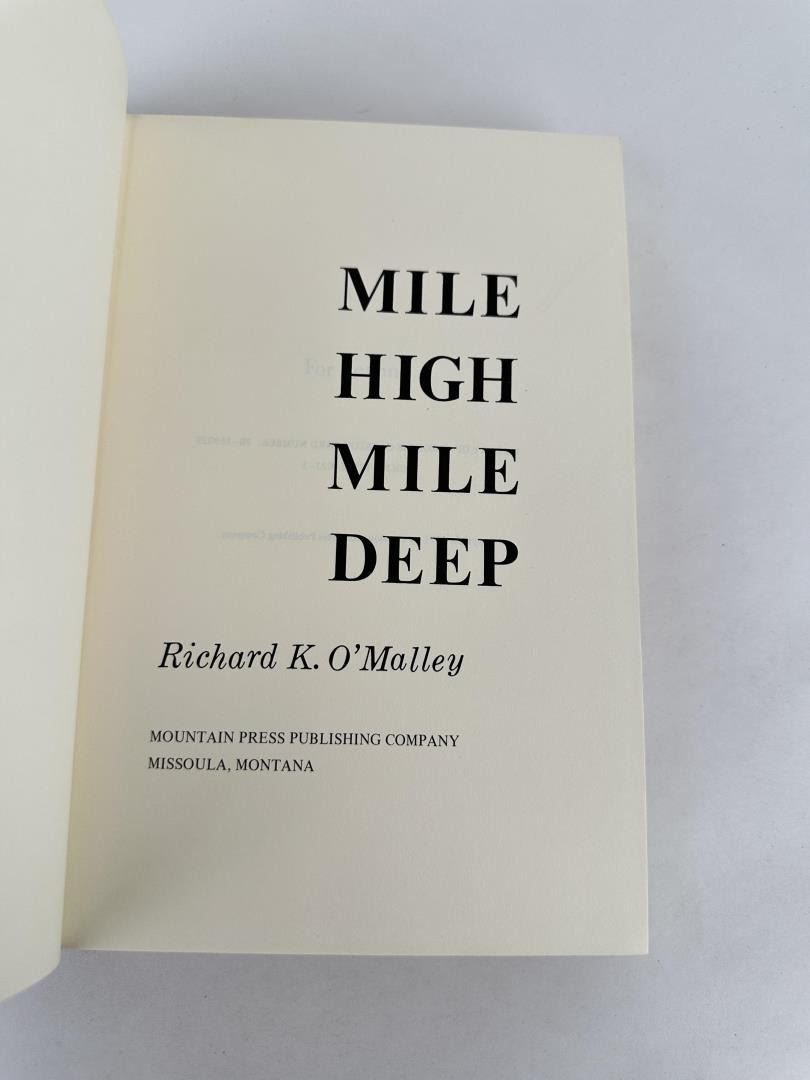 MILE
HIGH
MILE
DEEP
Richard K. O'Malley
MOUNTAIN PRESS PUBLISHING COMPANY
MISSOULA, MONTANA